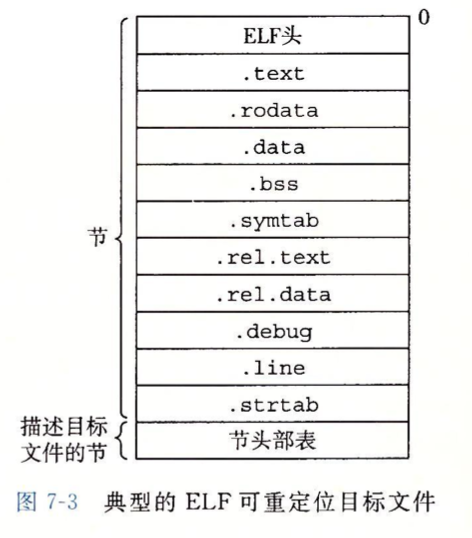 0
ELF头
.text
.rodata
.data
.bss
.symtab
节
.rel.text
.rel.data
.debug
.line
.strtab
描述目标
文件的节
节头部表
图 7-3 典型的 ELF 可重定位目标文件